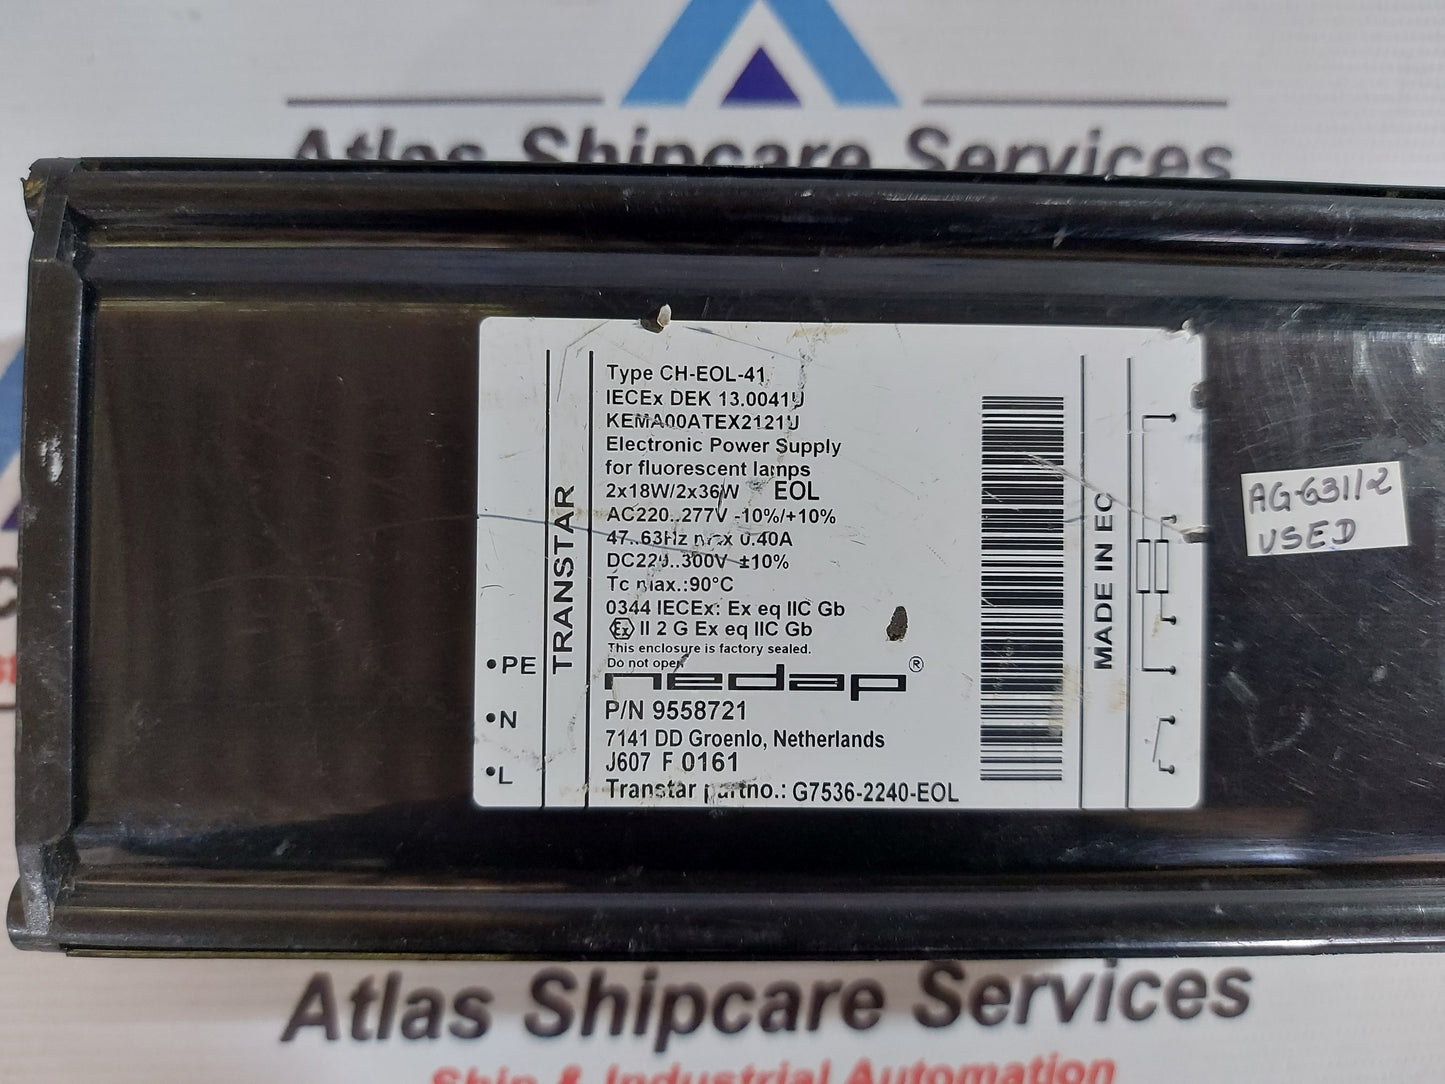 Atlas Shipcare Services
Type CH-EOL-41
IECEx DEK 13.0041U
KEMA00ATEX2121U
Electronic Power Supply
for fluorescent lamps
2x18W/2x36W EOL
AC220..277V -10%/+10%
47..63Hz max 0.40A
DC220..300V ±10%
Tc max.:90°C
0344 IECEx: Ex eq IIC Gb
Ex II 2 G Ex eq IIC Gb
This enclosure is factory sealed.
Do not open
nedap®
P/N 9558721
7141 DD Groenlo, Netherlands
J607 F 0161
Transtar partno.: G7536-2240-EOL
TRANSTAR
•PE
•N
•L
MADE IN EC
AG-631/2
USED
Atlas Shipcare Services
Ship & Industrial Automation